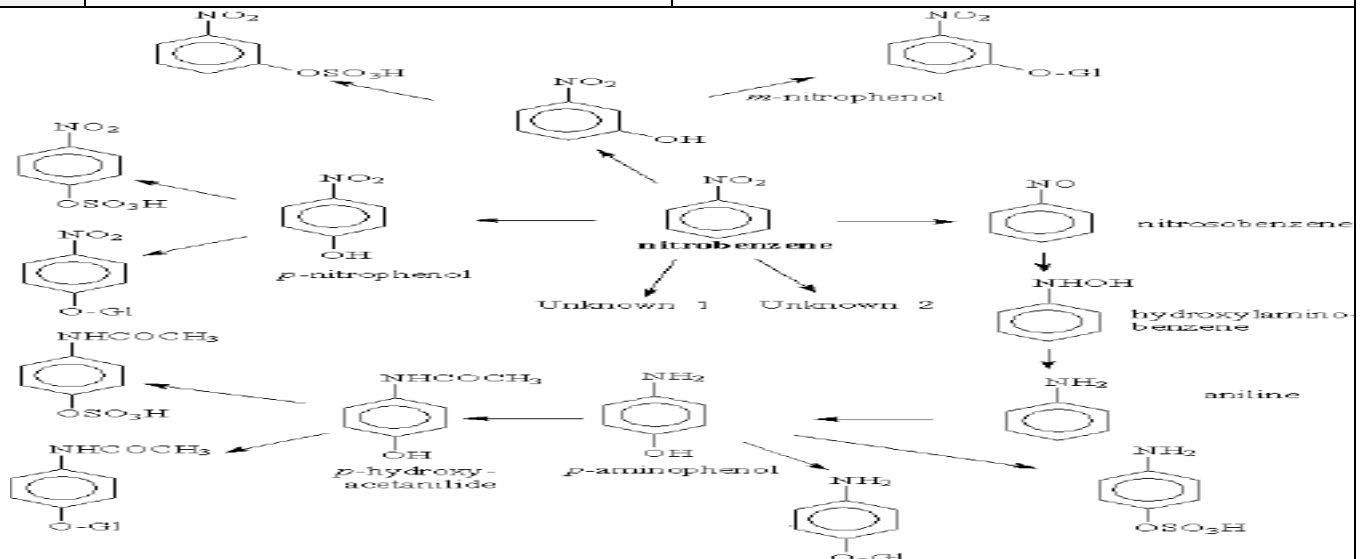 NO2
OSO3H
NO2
O-Gl
m-nitrophenol
NO2
OH
NO2
OSO3H
NO2
OH
p-nitrophenol
NO2
nitrobenzene
NO
nitrosobenzene
NO2
O-Gl
Unknown 1
Unknown 2
NHOH
hydroxylamino-
benzene
NHCOCH3
OSO3H
NHCOCH3
OH
p-hydroxy-
acetanilide
NH2
OH
p-aminophenol
NH2
aniline
NHCOCH3
O-Gl
NH2
O-Gl
NH2
OSO3H